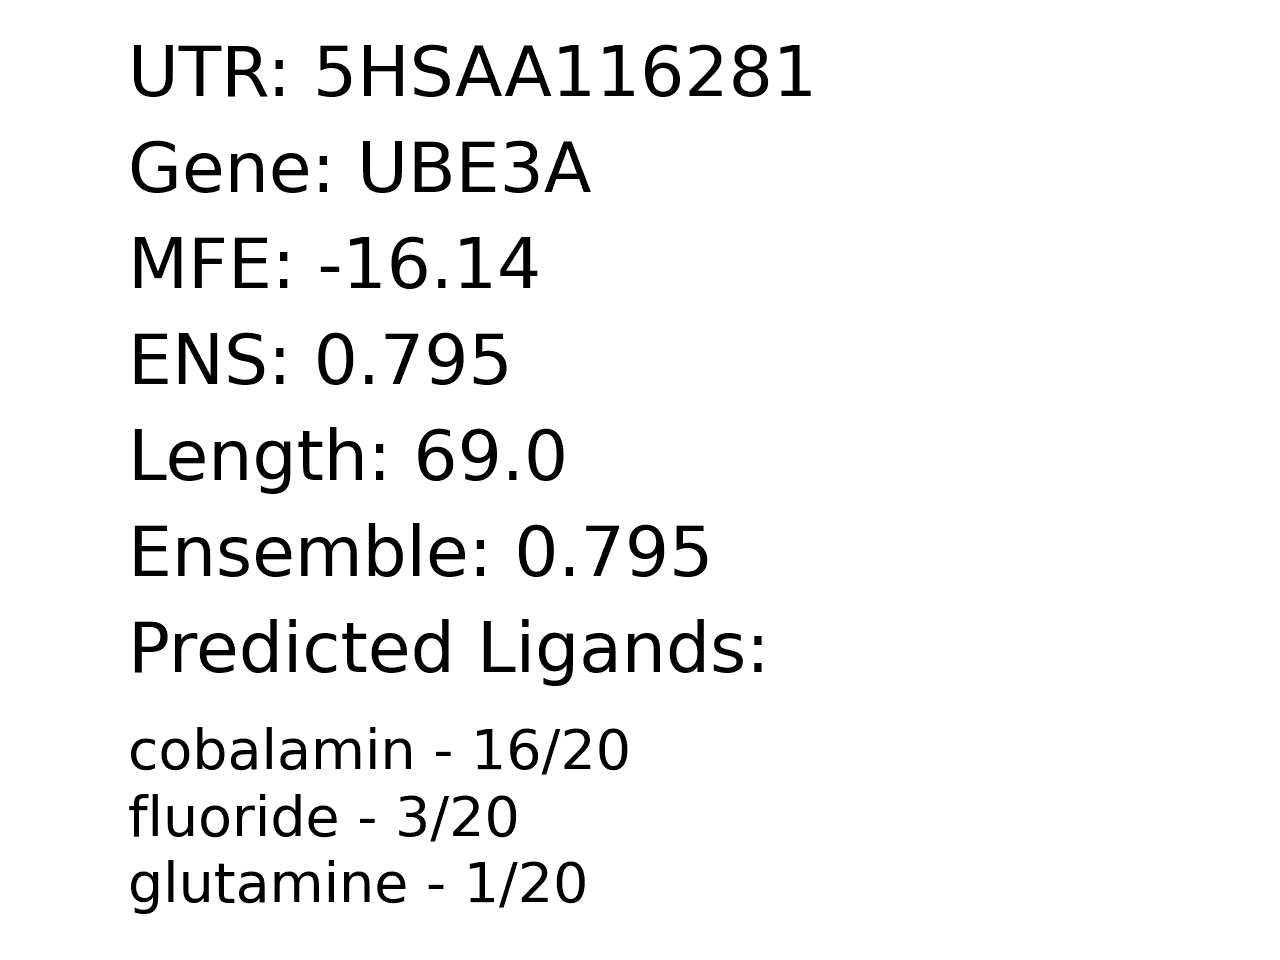 UTR: 5HSAA116281
Gene: UBE3A
MFE: -16.14
ENS: 0.795
Length: 69.0
Ensemble: 0.795
Predicted Ligands:
cobalamin - 16/20
fluoride - 3/20
glutamine - 1/20